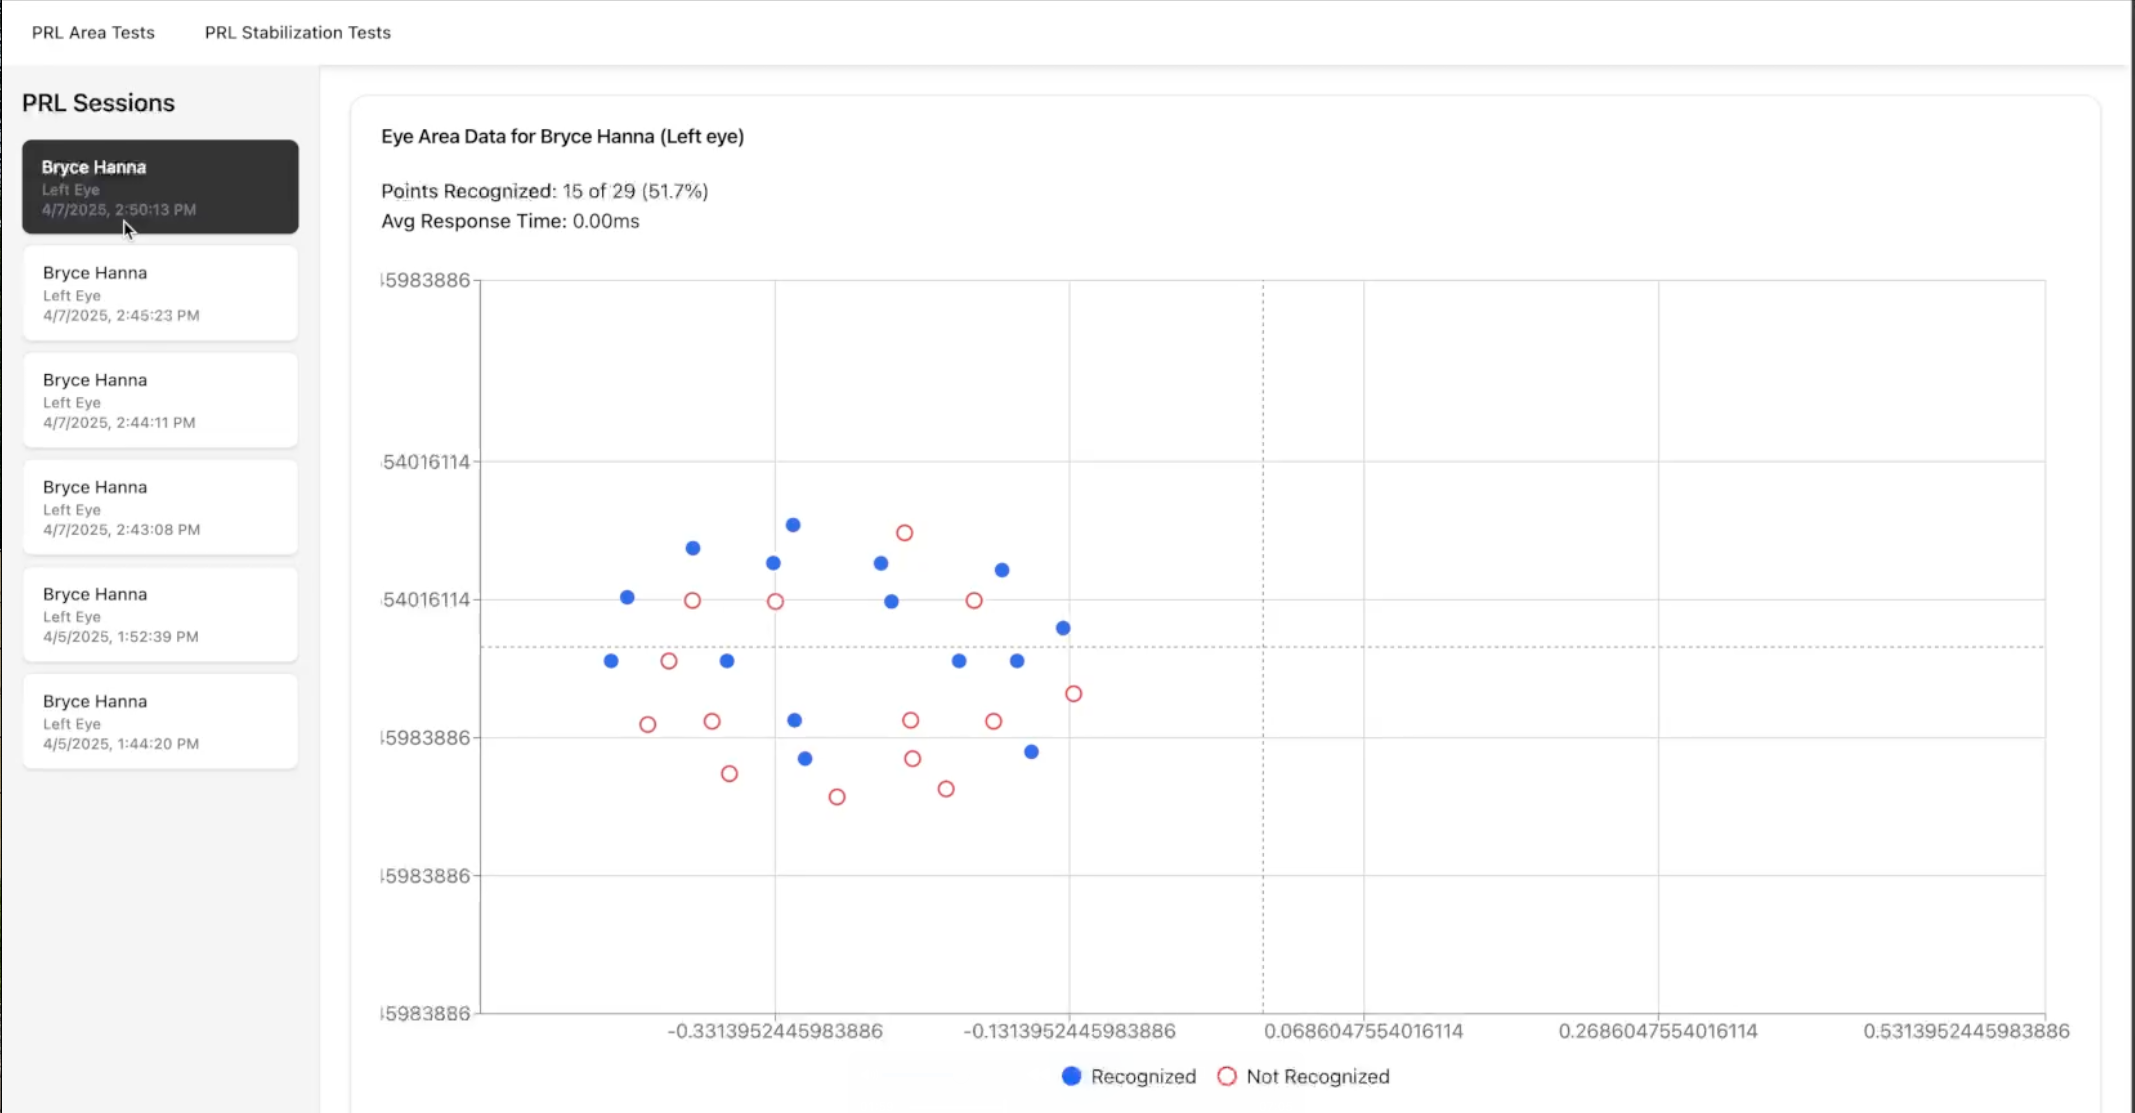 PRL Area Tests
PRL Stabilization Tests
PRL Sessions
Bryce Hanna
Left Eye
4/7/2025, 2:50:13 PM
Bryce Hanna
Left Eye
4/7/2025, 2:45:23 PM
Bryce Hanna
Left Eye
4/7/2025, 2:44:11 PM
Bryce Hanna
Left Eye
4/7/2025, 2:43:08 PM
Bryce Hanna
Left Eye
4/5/2025, 1:52:39 PM
Bryce Hanna
Left Eye
4/5/2025, 1:44:20 PM
Eye Area Data for Bryce Hanna (Left eye)
Points Recognized: 15 of 29 (51.7%)
Avg Response Time: 0.00ms
45983886
54016114
54016114
45983886
45983886
45983886
-0.3313952445983886
-0.1313952445983886
0.0686047554016114
0.2686047554016114
0.5313952445983886
Recognized
Not Recognized